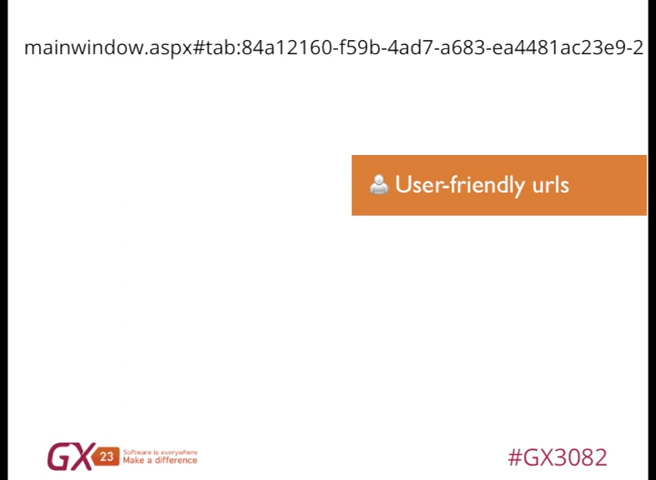 mainwindow.aspx#tab:84a12160-f59b-4ad7-a683-ea4481ac23e9-2
User-friendly urls
GX 23 Software is everywhere
Make a difference
#GX3082